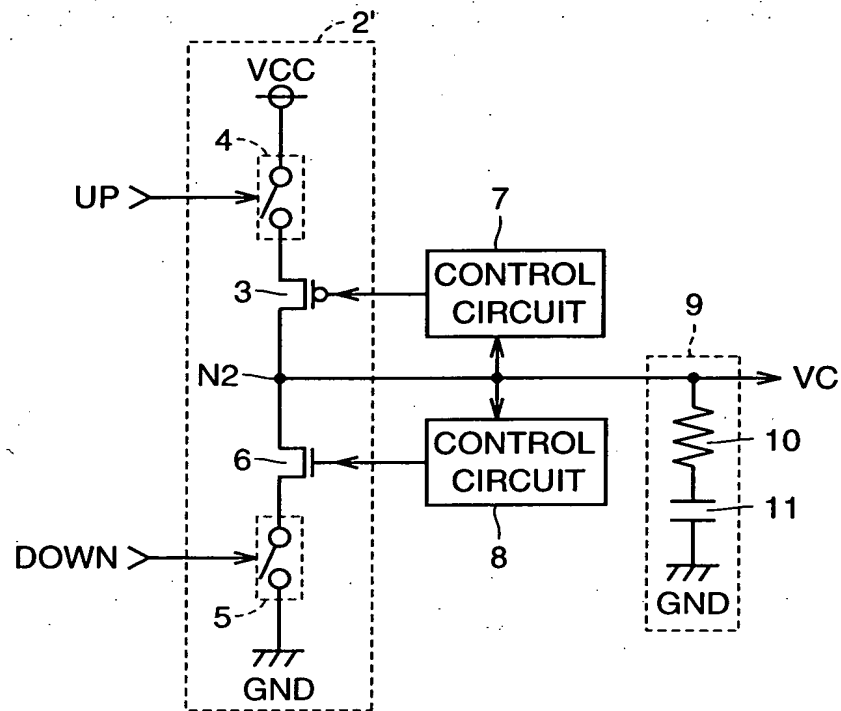 2'
VCC
4
UP
7
3
CONTROL
CIRCUIT
9
N2
VC
6
CONTROL
CIRCUIT
10
11
DOWN
8
5
GND
GND